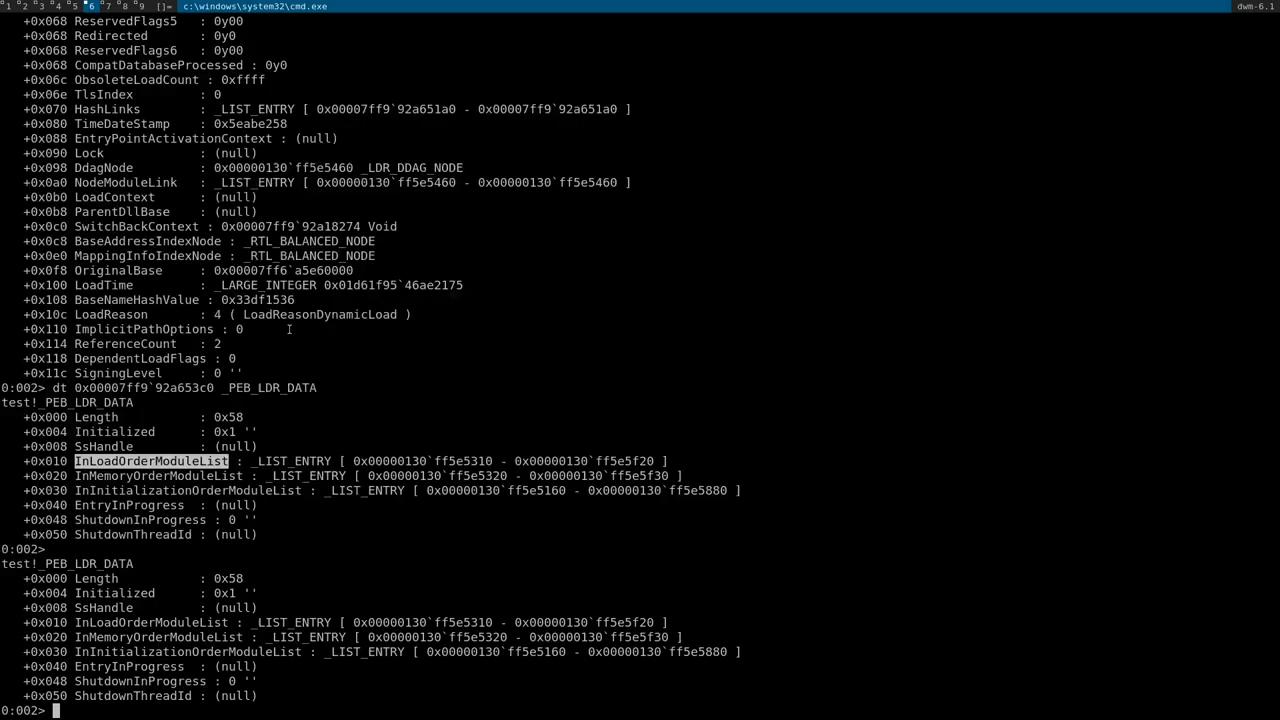 1 2 3 4 5 6 7 8 9 []= c:\windows\system32\cmd.exe dwm-6.1
+0x068 ReservedFlags5   : 0y00
+0x068 Redirected       : 0y0
+0x068 ReservedFlags6   : 0y00
+0x068 CompatDatabaseProcessed : 0y0
+0x06c ObsoleteLoadCount : 0xffff
+0x06e TlsIndex         : 0
+0x070 HashLinks        : _LIST_ENTRY [ 0x00007ff9`92a651a0 - 0x00007ff9`92a651a0 ]
+0x080 TimeDateStamp    : 0x5eabe258
+0x088 EntryPointActivationContext : (null)
+0x090 Lock             : (null)
+0x098 DdagNode         : 0x00000130`ff5e5460 _LDR_DDAG_NODE
+0x0a0 NodeModuleLink   : _LIST_ENTRY [ 0x00000130`ff5e5460 - 0x00000130`ff5e5460 ]
+0x0b0 LoadContext      : (null)
+0x0b8 ParentDllBase    : (null)
+0x0c0 SwitchBackContext : 0x00007ff9`92a18274 Void
+0x0c8 BaseAddressIndexNode : _RTL_BALANCED_NODE
+0x0e0 MappingInfoIndexNode : _RTL_BALANCED_NODE
+0x0f8 OriginalBase     : 0x00007ff6`a5e60000
+0x100 LoadTime         : _LARGE_INTEGER 0x01d61f95`46ae2175
+0x108 BaseNameHashValue : 0x33df1536
+0x10c LoadReason       : 4 ( LoadReasonDynamicLoad )
+0x110 ImplicitPathOptions : 0
+0x114 ReferenceCount   : 2
+0x118 DependentLoadFlags : 0
+0x11c SigningLevel     : 0 ''
0:002> dt 0x00007ff9`92a653c0 _PEB_LDR_DATA
test!_PEB_LDR_DATA
+0x000 Length           : 0x58
+0x004 Initialized      : 0x1 ''
+0x008 SsHandle         : (null)
+0x010 InLoadOrderModuleList : _LIST_ENTRY [ 0x00000130`ff5e5310 - 0x00000130`ff5e5f20 ]
+0x020 InMemoryOrderModuleList : _LIST_ENTRY [ 0x00000130`ff5e5320 - 0x00000130`ff5e5f30 ]
+0x030 InInitializationOrderModuleList : _LIST_ENTRY [ 0x00000130`ff5e5160 - 0x00000130`ff5e5880 ]
+0x040 EntryInProgress  : (null)
+0x048 ShutdownInProgress : 0 ''
+0x050 ShutdownThreadId : (null)
0:002>
test!_PEB_LDR_DATA
+0x000 Length           : 0x58
+0x004 Initialized      : 0x1 ''
+0x008 SsHandle         : (null)
+0x010 InLoadOrderModuleList : _LIST_ENTRY [ 0x00000130`ff5e5310 - 0x00000130`ff5e5f20 ]
+0x020 InMemoryOrderModuleList : _LIST_ENTRY [ 0x00000130`ff5e5320 - 0x00000130`ff5e5f30 ]
+0x030 InInitializationOrderModuleList : _LIST_ENTRY [ 0x00000130`ff5e5160 - 0x00000130`ff5e5880 ]
+0x040 EntryInProgress  : (null)
+0x048 ShutdownInProgress : 0 ''
+0x050 ShutdownThreadId : (null)
0:002>